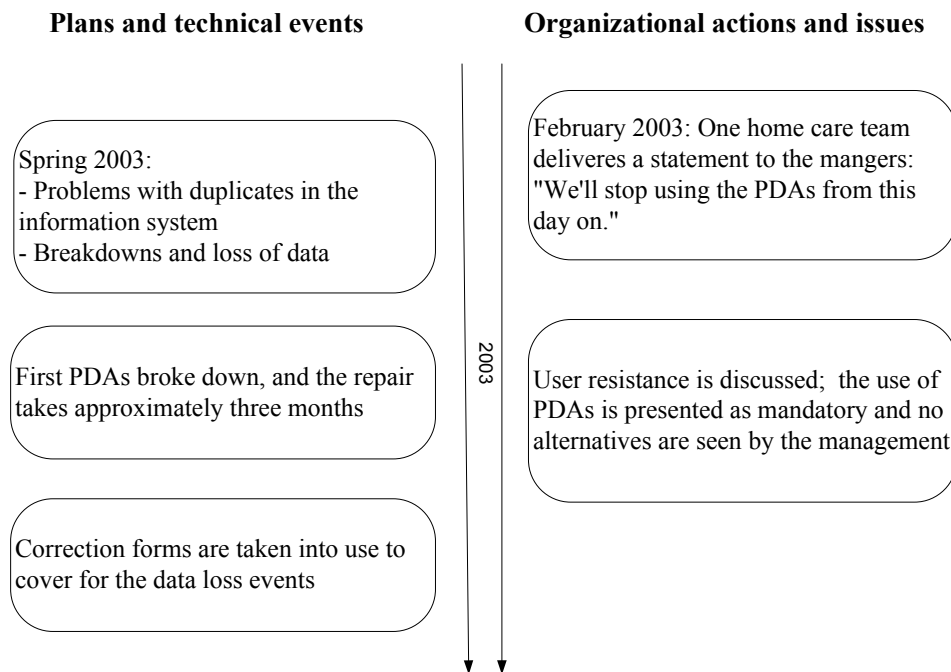 Plans and technical events
Spring 2003:
- Problems with duplicates in the
information system
- Breakdowns and loss of data
First PDAs broke down, and the repair
takes approximately three months
Correction forms are taken into use to
cover for the data loss events
2003
Organizational actions and issues
February 2003: One home care team
deliveres a statement to the mangers:
"We'll stop using the PDAs from this
day on."
User resistance is discussed;  the use of
PDAs is presented as mandatory and no
alternatives are seen by the management